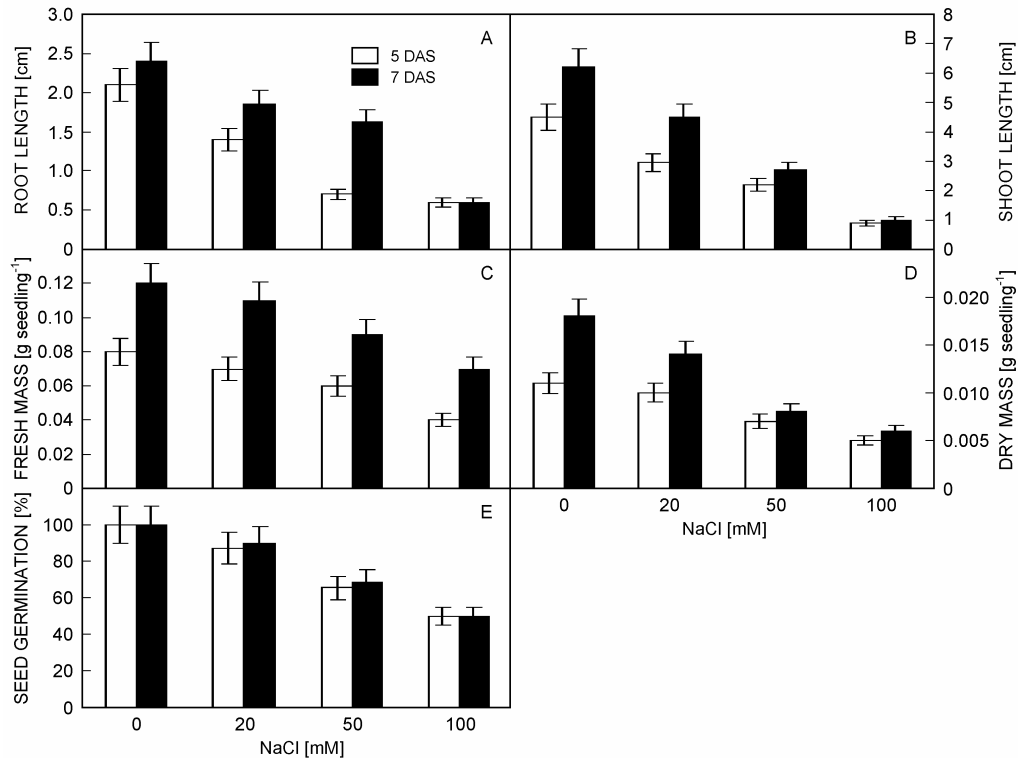 A
B
5 DAS
7 DAS
ROOT LENGTH [cm]
3.0
2.5
2.0
1.5
1.0
0.5
0
SHOOT LENGTH [cm]
8
7
6
5
4
3
2
1
0
C
D
FRESH MASS [g seedling-1]
0.12
0.10
0.08
0.06
0.04
0.02
0
DRY MASS [g seedling-1]
0.020
0.015
0.010
0.005
0
0 20 50 100
NaCl [mM]
E
SEED GERMINATION [%]
100
80
60
40
20
0
0 20 50 100
NaCl [mM]